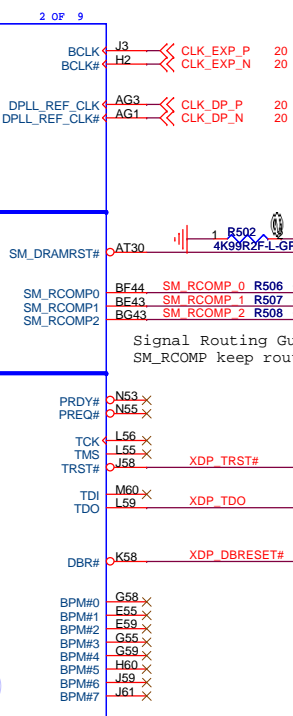 2 OF 9
BCLK J3 CLK_EXP_P 20
BCLK# H2 CLK_EXP_N 20
DPLL_REF_CLK AG3 CLK_DP_P 20
DPLL_REF_CLK# AG1 CLK_DP_N 20
1 R502
4K99R2F-L-GP
SM_DRAMRST# AT30
SM_RCOMP0 BF44 SM_RCOMP_0 R506
SM_RCOMP1 BE43 SM_RCOMP_1 R507
SM_RCOMP2 BG43 SM_RCOMP_2 R508
Signal Routing Gu
SM_RCOMP keep rou
PRDY# N53
PREQ# N55
TCK L56
TMS L55
TRST# J58 XDP_TRST#
TDI M60
TDO L59 XDP_TDO
DBR# K58 XDP_DBRESET#
BPM#0 G58
BPM#1 E55
BPM#2 E59
BPM#3 G55
BPM#4 G59
BPM#5 H60
BPM#6 J59
BPM#7 J61